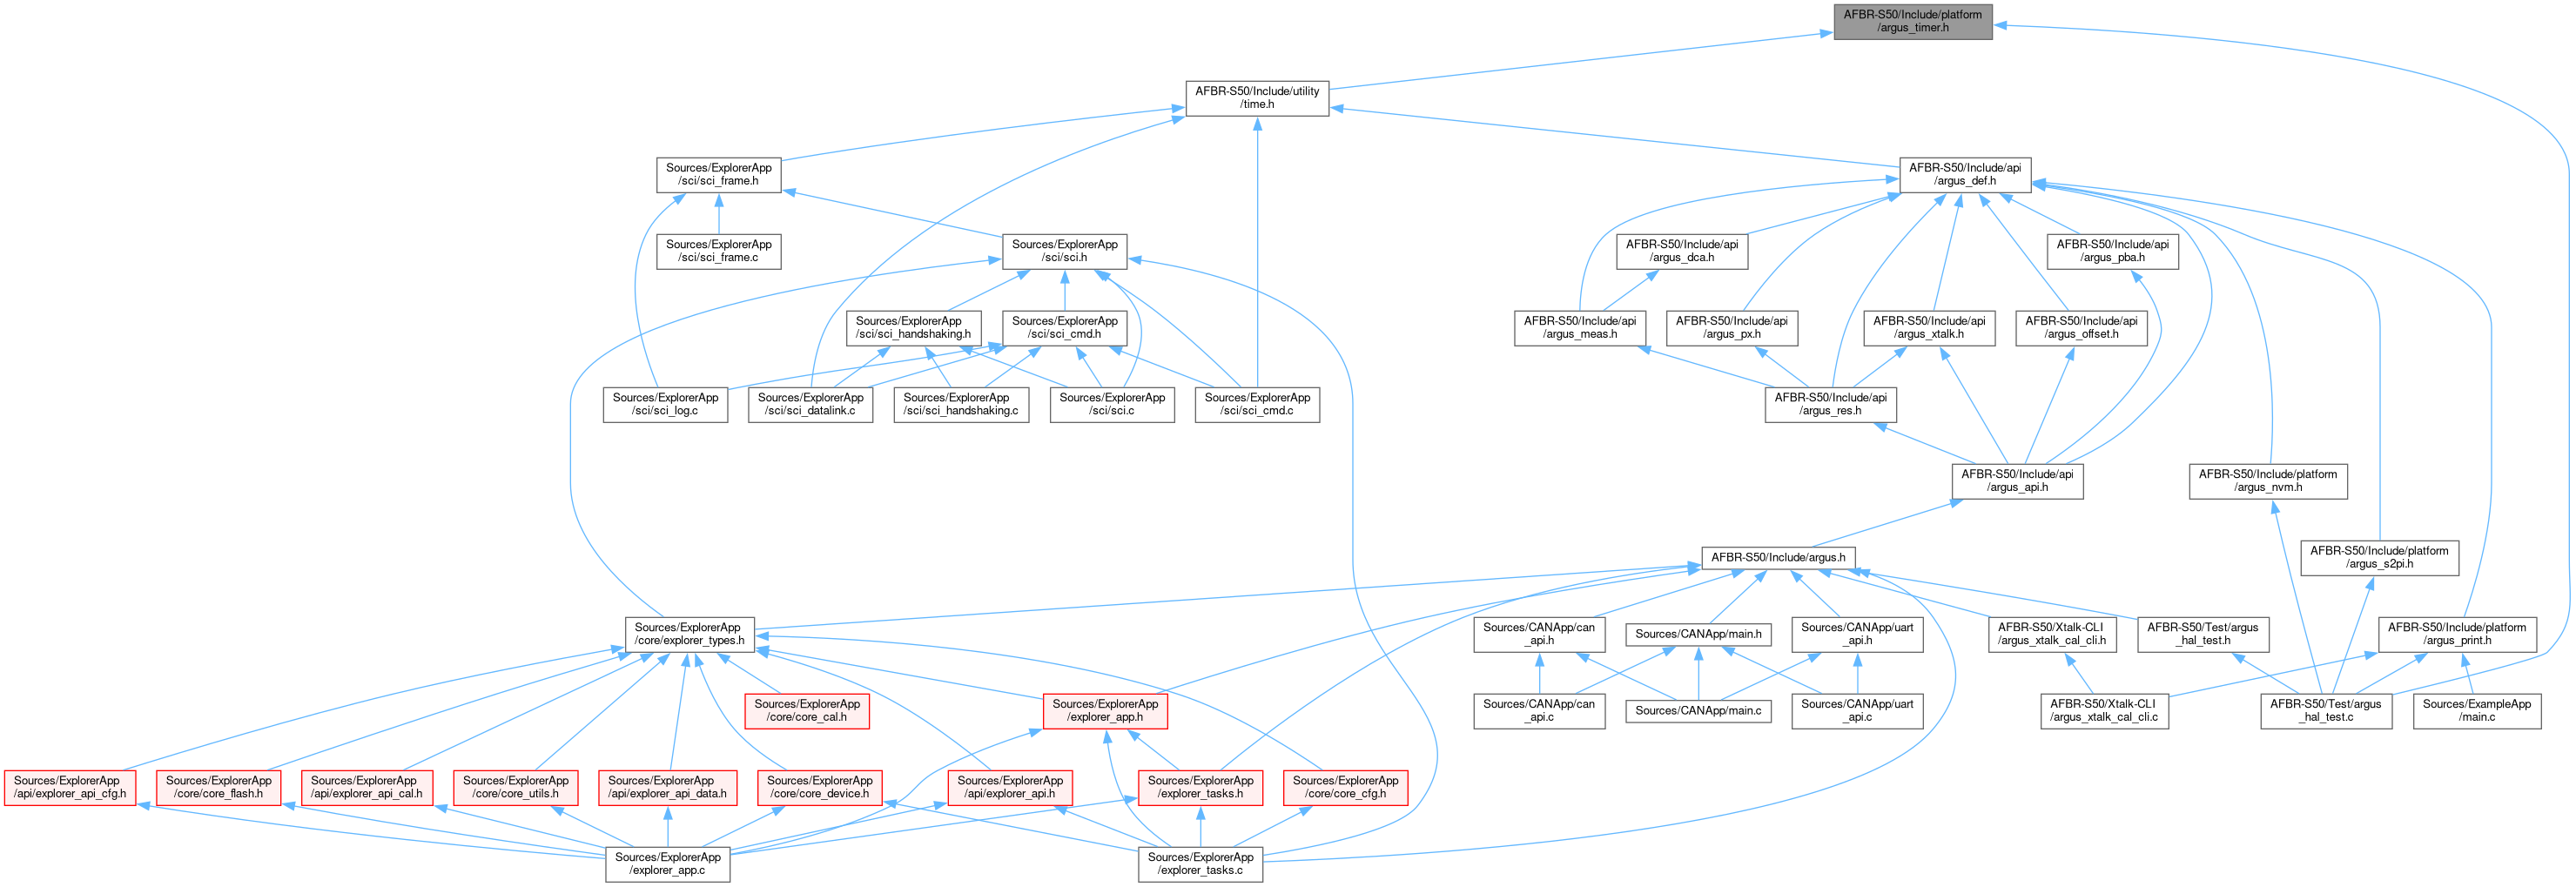 AFBR-S50/Include/platform
/argus_timer.h
AFBR-S50/Include/utility
/time.h
Sources/ExplorerApp
/sci/sci_frame.h
AFBR-S50/Include/api
/argus_def.h
Sources/ExplorerApp
/sci/sci_frame.c
Sources/ExplorerApp
/sci/sci.h
AFBR-S50/Include/api
/argus_dca.h
AFBR-S50/Include/api
/argus_pba.h
Sources/ExplorerApp
/sci/sci_handshaking.h
Sources/ExplorerApp
/sci/sci_cmd.h
AFBR-S50/Include/api
/argus_meas.h
AFBR-S50/Include/api
/argus_px.h
AFBR-S50/Include/api
/argus_xtalk.h
AFBR-S50/Include/api
/argus_offset.h
Sources/ExplorerApp
/sci/sci_log.c
Sources/ExplorerApp
/sci/sci_datalink.c
Sources/ExplorerApp
/sci/sci_handshaking.c
Sources/ExplorerApp
/sci/sci.c
Sources/ExplorerApp
/sci/sci_cmd.c
AFBR-S50/Include/api
/argus_res.h
AFBR-S50/Include/api
/argus_api.h
AFBR-S50/Include/platform
/argus_nvm.h
AFBR-S50/Include/argus.h
AFBR-S50/Include/platform
/argus_s2pi.h
Sources/ExplorerApp
/core/explorer_types.h
Sources/CANApp/can
_api.h
Sources/CANApp/main.h
Sources/CANApp/uart
_api.h
AFBR-S50/Xtalk-CLI
/argus_xtalk_cal_cli.h
AFBR-S50/Test/argus
_hal_test.h
AFBR-S50/Include/platform
/argus_print.h
Sources/ExplorerApp
/core/core_cal.h
Sources/ExplorerApp
/explorer_app.h
Sources/CANApp/can
_api.c
Sources/CANApp/main.c
Sources/CANApp/uart
_api.c
AFBR-S50/Xtalk-CLI
/argus_xtalk_cal_cli.c
AFBR-S50/Test/argus
_hal_test.c
Sources/ExampleApp
/main.c
Sources/ExplorerApp
/api/explorer_api_cfg.h
Sources/ExplorerApp
/core/core_flash.h
Sources/ExplorerApp
/api/explorer_api_cal.h
Sources/ExplorerApp
/core/core_utils.h
Sources/ExplorerApp
/api/explorer_api_data.h
Sources/ExplorerApp
/core/core_device.h
Sources/ExplorerApp
/api/explorer_api.h
Sources/ExplorerApp
/explorer_tasks.h
Sources/ExplorerApp
/core/core_cfg.h
Sources/ExplorerApp
/explorer_app.c
Sources/ExplorerApp
/explorer_tasks.c